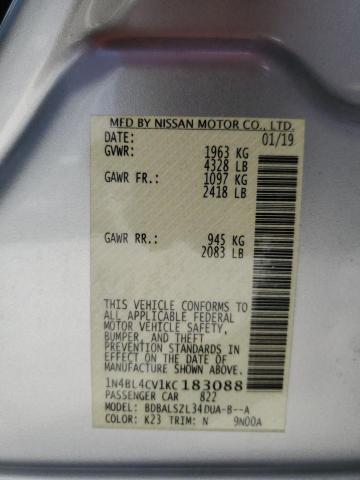 MFD BY NISSAN MOTOR CO., LTD.
DATE: 01/19
GVWR: 1963 KG
4328 LB
GAWR FR.: 1097 KG
2418 LB
GAWR RR.: 945 KG
2083 LB
THIS VEHICLE CONFORMS TO
ALL APPLICABLE FEDERAL
MOTOR VEHICLE SAFETY,
BUMPER, AND THEFT
PREVENTION STANDARDS
IN EFFECT ON THE DATE OF
MANUFACTURE SHOWN ABOVE.
1N4BL4CV1KC183088
PASSENGER CAR 822
MODEL: BDBALSZL34DUA-B--A
COLOR: K23 TRIM: N 9N00A